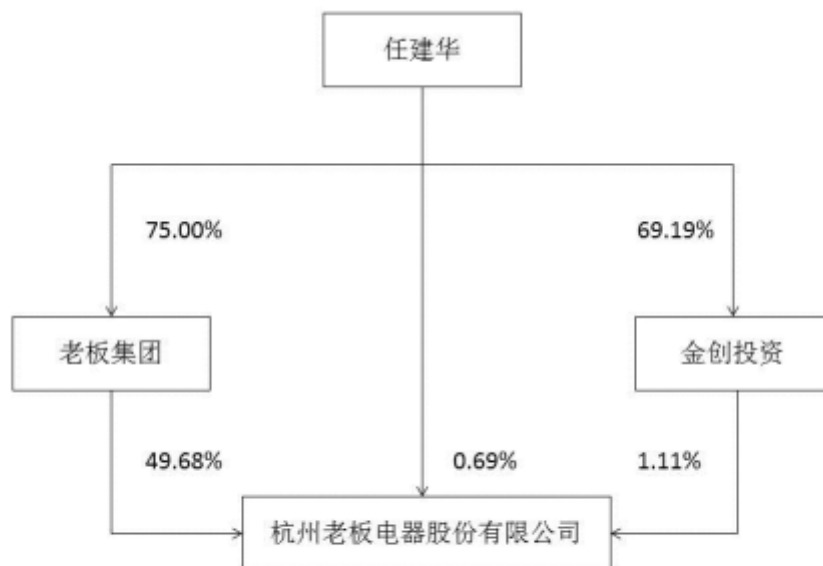 任建华
75.00%
69.19%
老板集团
金创投资
49.68%
0.69%
1.11%
杭州老板电器股份有限公司